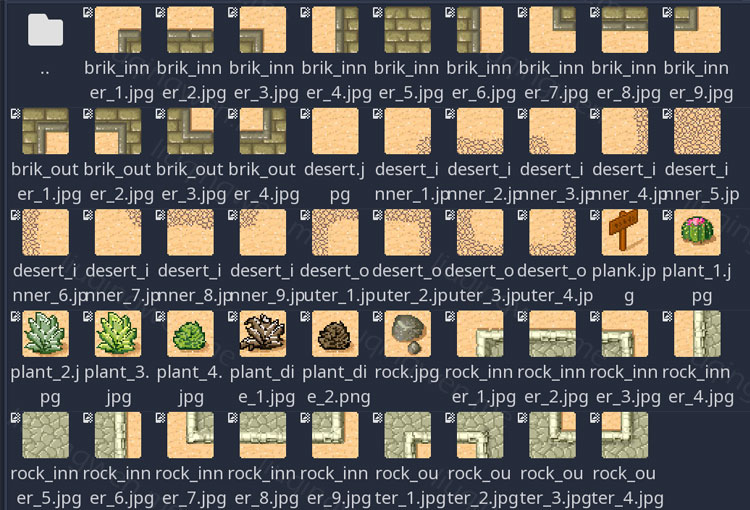 ..
brik_inn
er_1.jpg
brik_inn
er_2.jpg
brik_inn
er_3.jpg
brik_inn
er_4.jpg
brik_inn
er_5.jpg
brik_inn
er_6.jpg
brik_inn
er_7.jpg
brik_inn
er_8.jpg
brik_inn
er_9.jpg
brik_out
er_1.jpg
brik_out
er_2.jpg
brik_out
er_3.jpg
brik_out
er_4.jpg
desert.j
pg
desert_i
nner_1.jp
desert_i
nner_2.jp
desert_i
nner_3.jp
desert_i
nner_4.jp
desert_i
nner_5.jp
desert_i
nner_6.jp
desert_i
nner_7.jp
desert_i
nner_8.jp
desert_i
nner_9.jp
desert_o
uter_1.jp
desert_o
uter_2.jp
desert_o
uter_3.jp
desert_o
uter_4.jp
plank.jp
g
plant_1.j
pg
plant_2.j
pg
plant_3.
jpg
plant_4.
jpg
plant_di
e_1.jpg
plant_di
e_2.png
rock.jpg
rock_inn
er_1.jpg
rock_inn
er_2.jpg
rock_inn
er_3.jpg
rock_inn
er_4.jpg
rock_inn
er_5.jpg
rock_inn
er_6.jpg
rock_inn
er_7.jpg
rock_inn
er_8.jpg
rock_inn
er_9.jpg
rock_ou
ter_1.jpg
rock_ou
ter_2.jpg
rock_ou
ter_3.jpg
rock_ou
ter_4.jpg